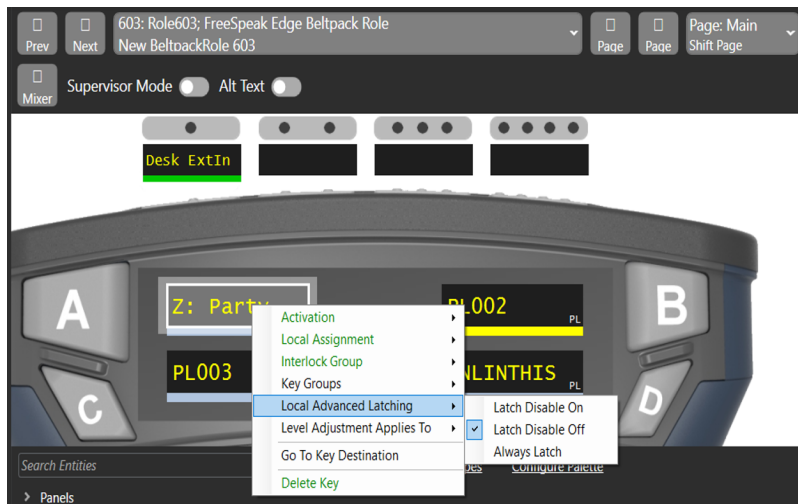 603: Role603; FreeSpeak Edge Beltpack Role
Prev
Next
New BeltpackRole 603
Page
Page
Page: Main
Shift Page
Mixer
Supervisor Mode
Alt Text
Desk ExtIn
A
Z: Party
PL002
PL
B
PL003
NLINTHIS
PL
C
D
Activation
Local Assignment
Interlock Group
Key Groups
Local Advanced Latching
Level Adjustment Applies To
Go To Key Destination
Delete Key
Latch Disable On
Latch Disable Off
Always Latch
Search Entities
Configure Palette
Panels